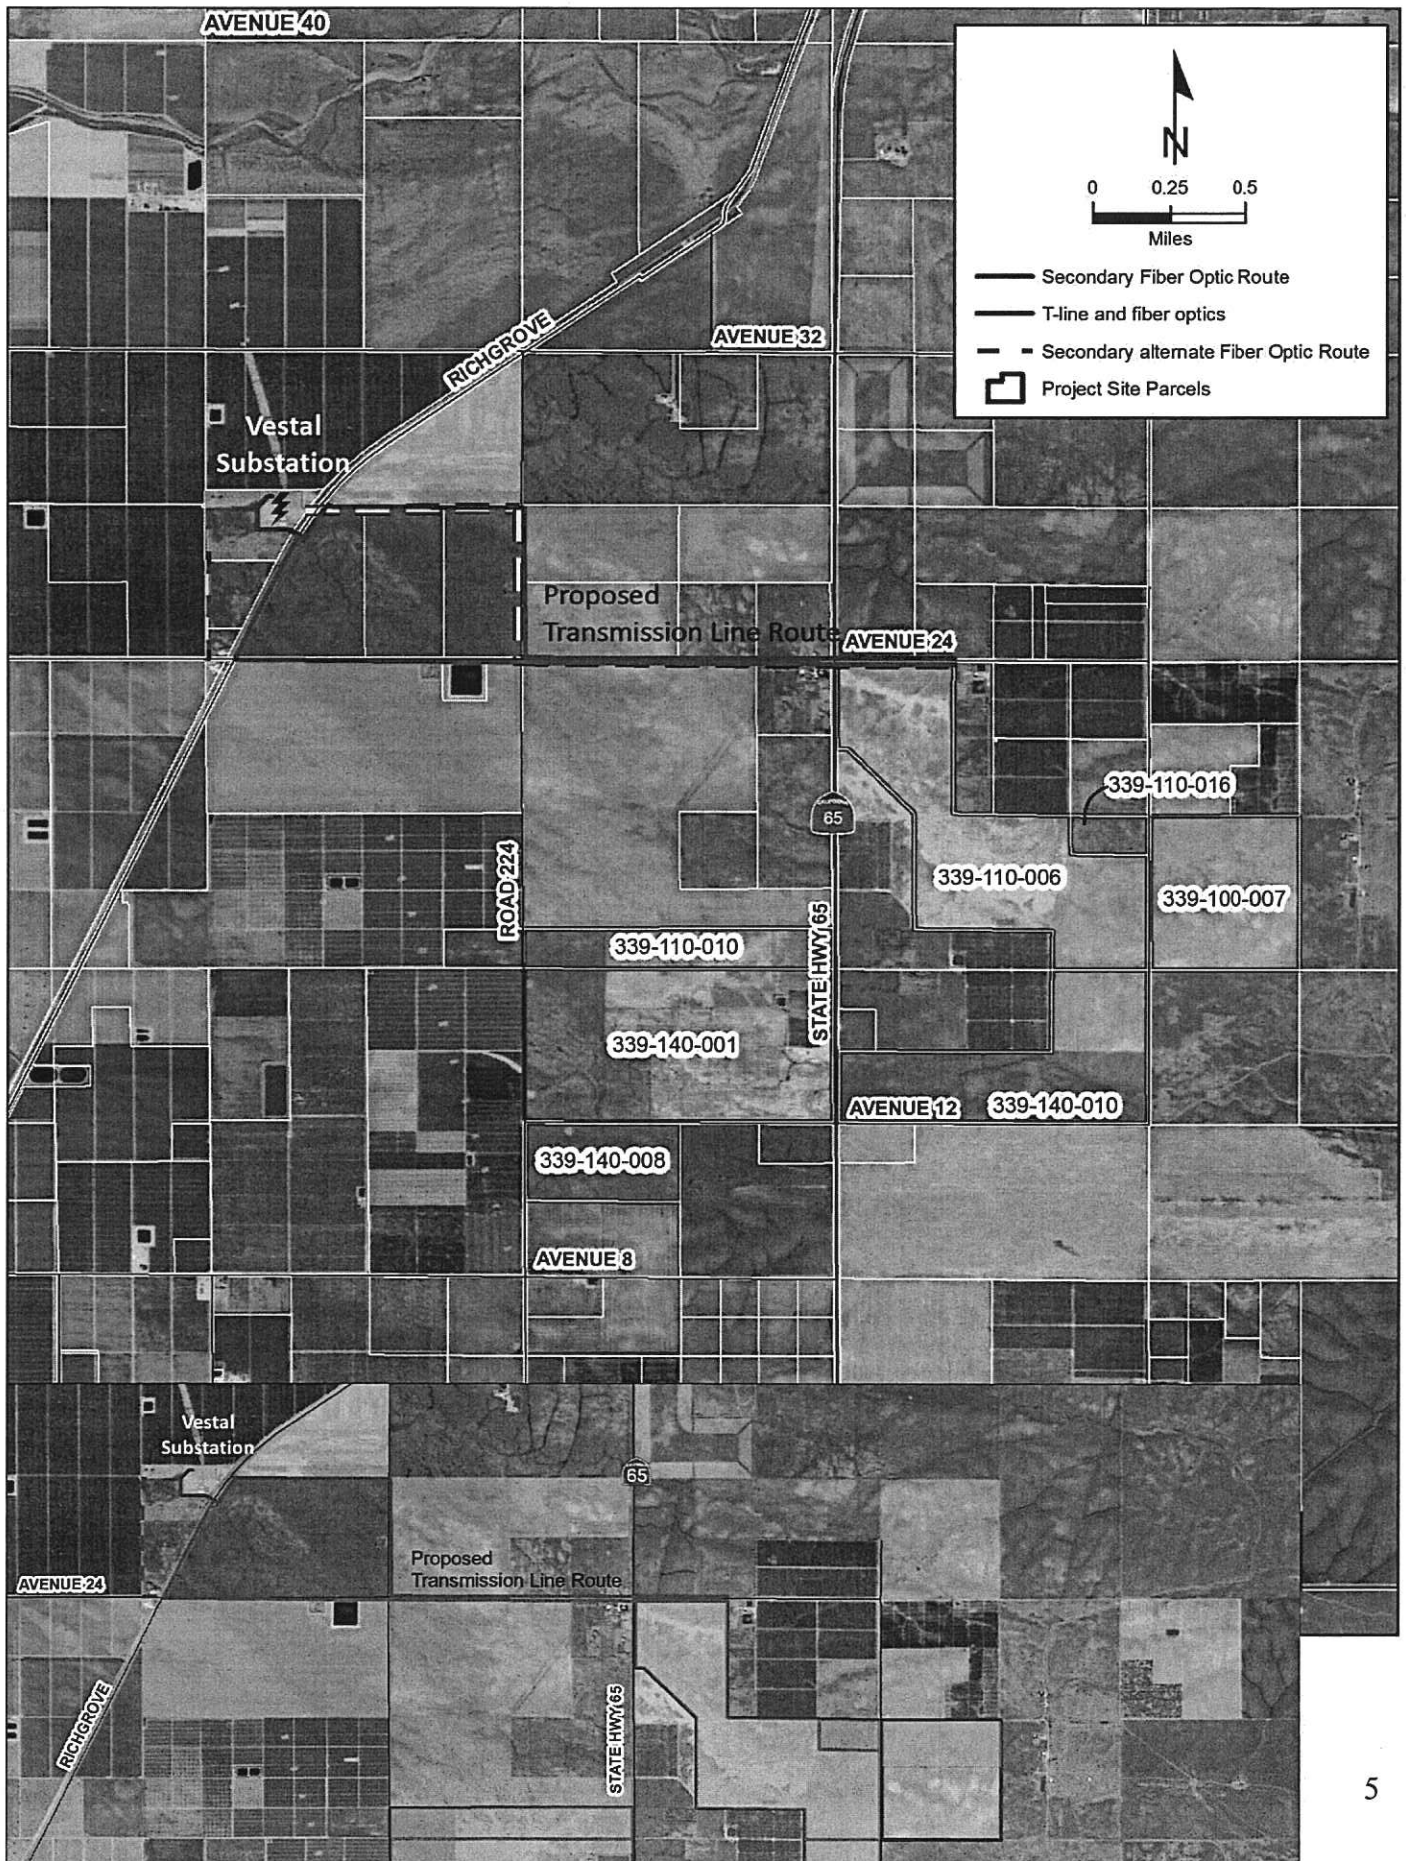 AVENUE 40
N
0 0.25 0.5
Miles
Secondary Fiber Optic Route
T-line and fiber optics
Secondary alternate Fiber Optic Route
Project Site Parcels
RICHGROVE
AVENUE 32
Vestal
Substation
Proposed
Transmission Line Route
AVENUE 24
339-110-016
CALIFORNIA
65
339-110-006
339-100-007
ROAD 224
STATE HWY 65
339-110-010
339-140-001
AVENUE 12
339-140-010
339-140-008
AVENUE 8
Vestal
Substation
65
Proposed
Transmission Line Route
AVENUE 24
RICHGROVE
STATE HWY 65
5